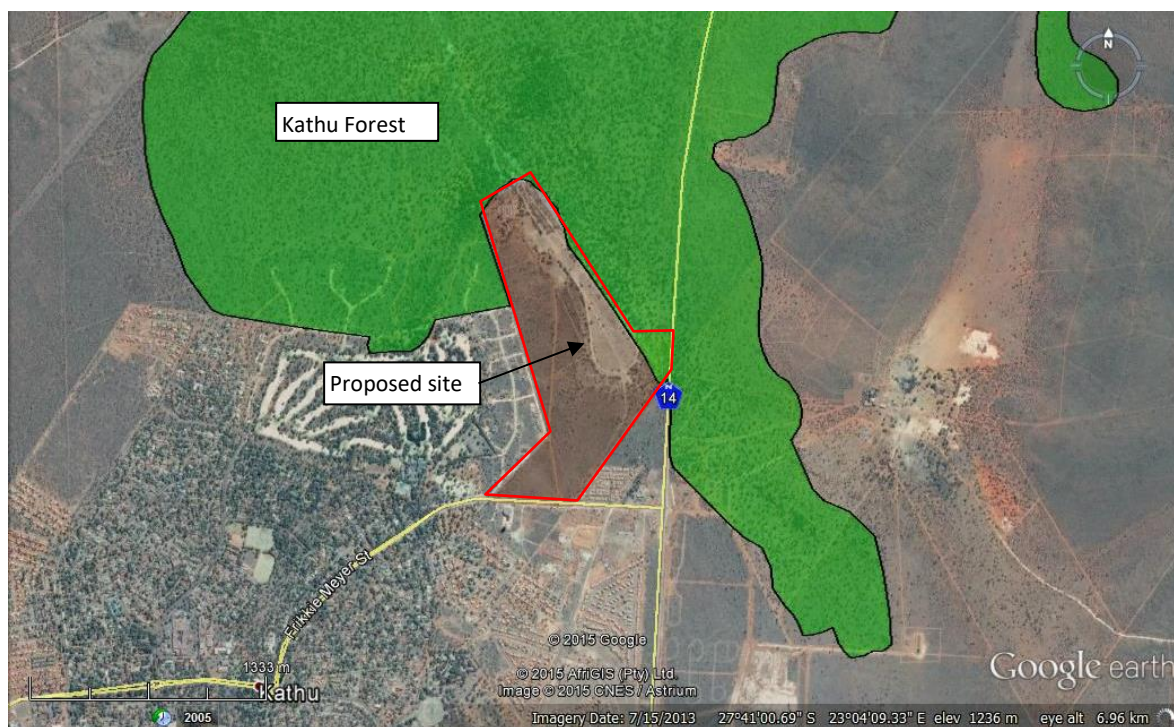 N
Kathu Forest
Proposed site
14
Frikkie Meyer St
© 2015 Google
1333 m
© 2015 AfriGIS (Pty) Ltd.
Kathu
Image © 2015 CNES / Astrium
Google earth
2005
Imagery Date: 7/15/2013 27°41'00.69" S 23°04'09.33" E elev 1236 m eye alt 6.96 km